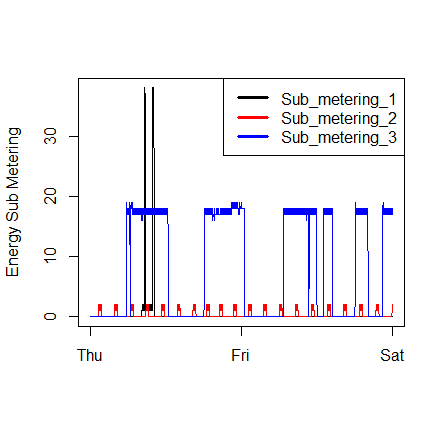 Sub_metering_1
Sub_metering_2
Sub_metering_3
Energy Sub Metering
30
20
10
0
Thu Fri Sat